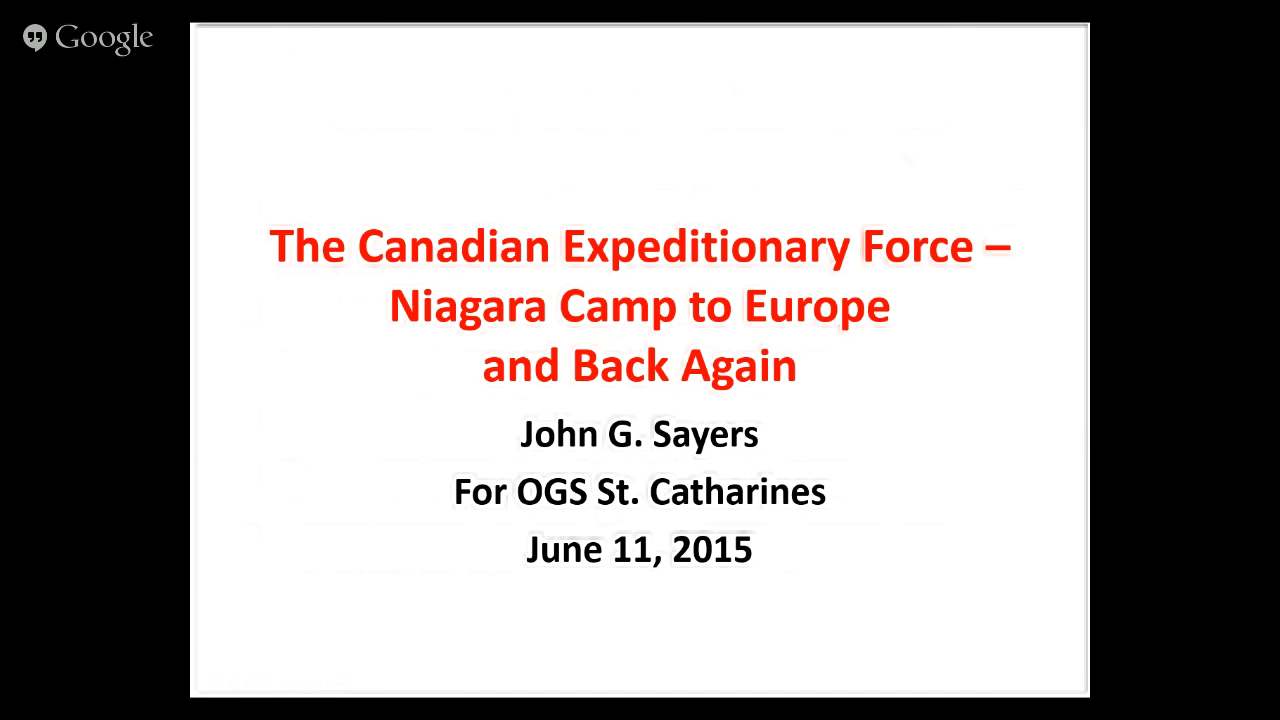 Google
The Canadian Expeditionary Force –
Niagara Camp to Europe
and Back Again
John G. Sayers
For OGS St. Catharines
June 11, 2015